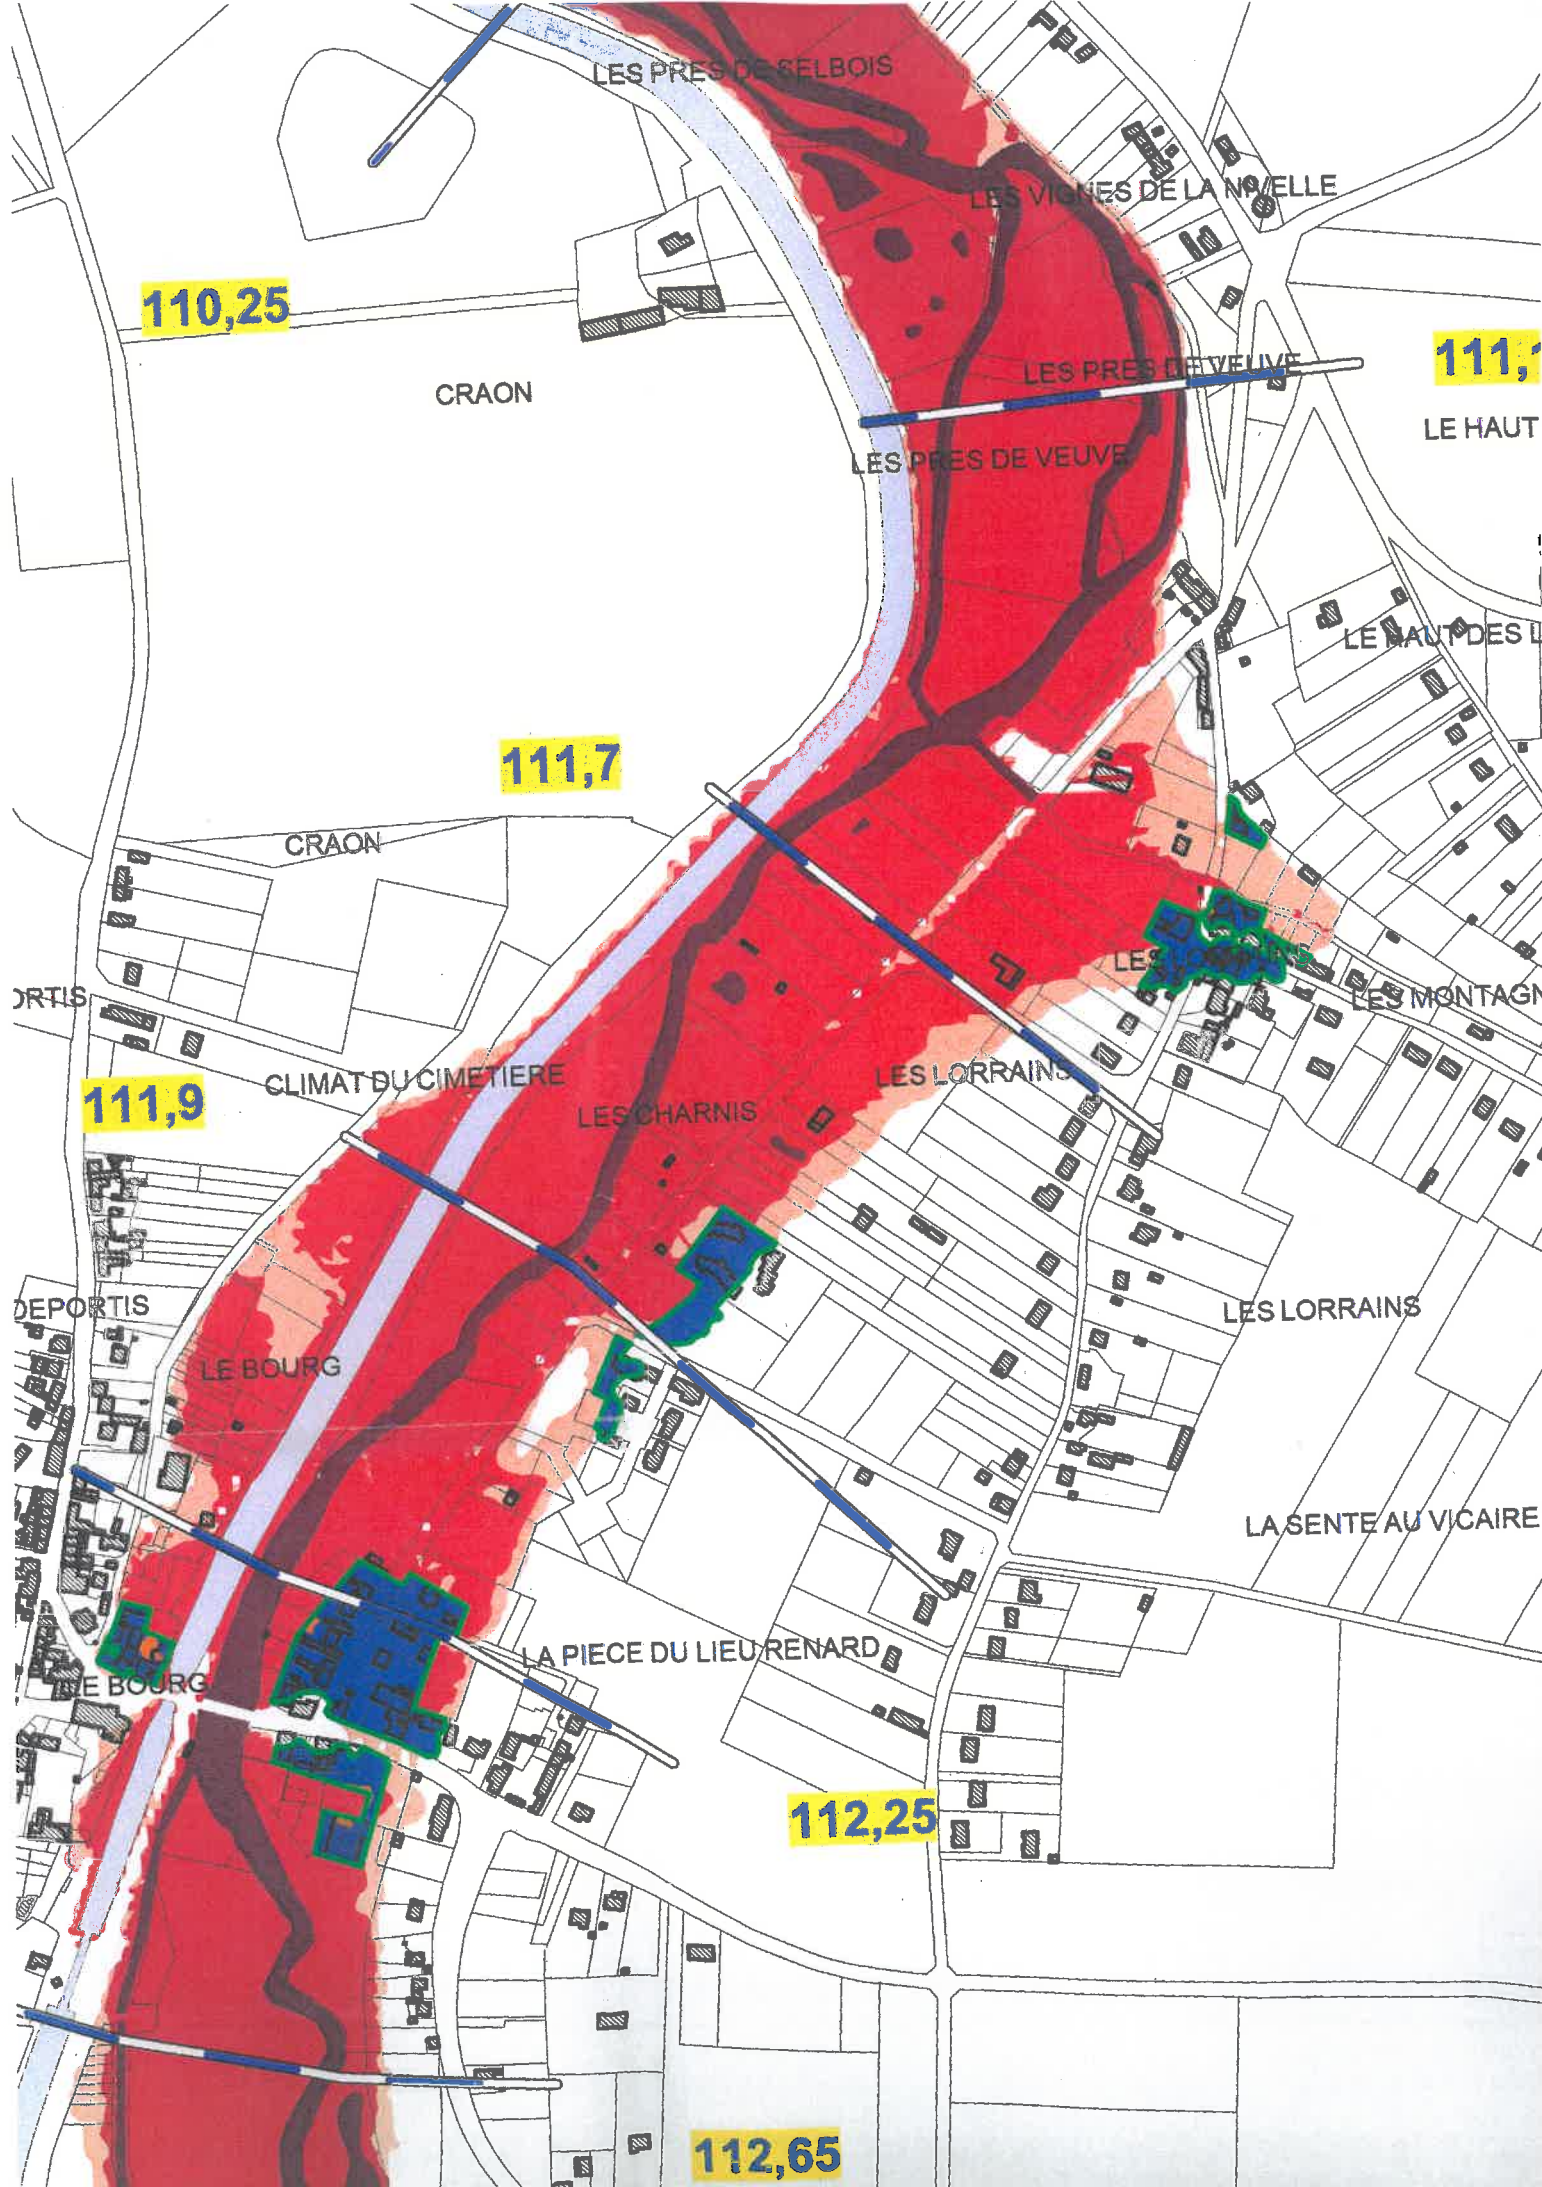 LES PRES DE SELBOIS
LES VIGNES DE LA NIVELLE
110,25
111,
LES PRES DE VEUVE
CRAON
LE HAUT
LES PRES DE VEUVE
LE HAUT DES L
111,7
CRAON
LES
NS
ORTIS
LES MONTAGN
CLIMAT DU CIMETIERE
LES LORRAINS
111,9
LES CHARNIS
DEPORTIS
LES LORRAINS
LE BOURG
LA SENTE AU VICAIRE
LA PIECE DU LIEU RENARD
LE BOURG
112,25
112,65